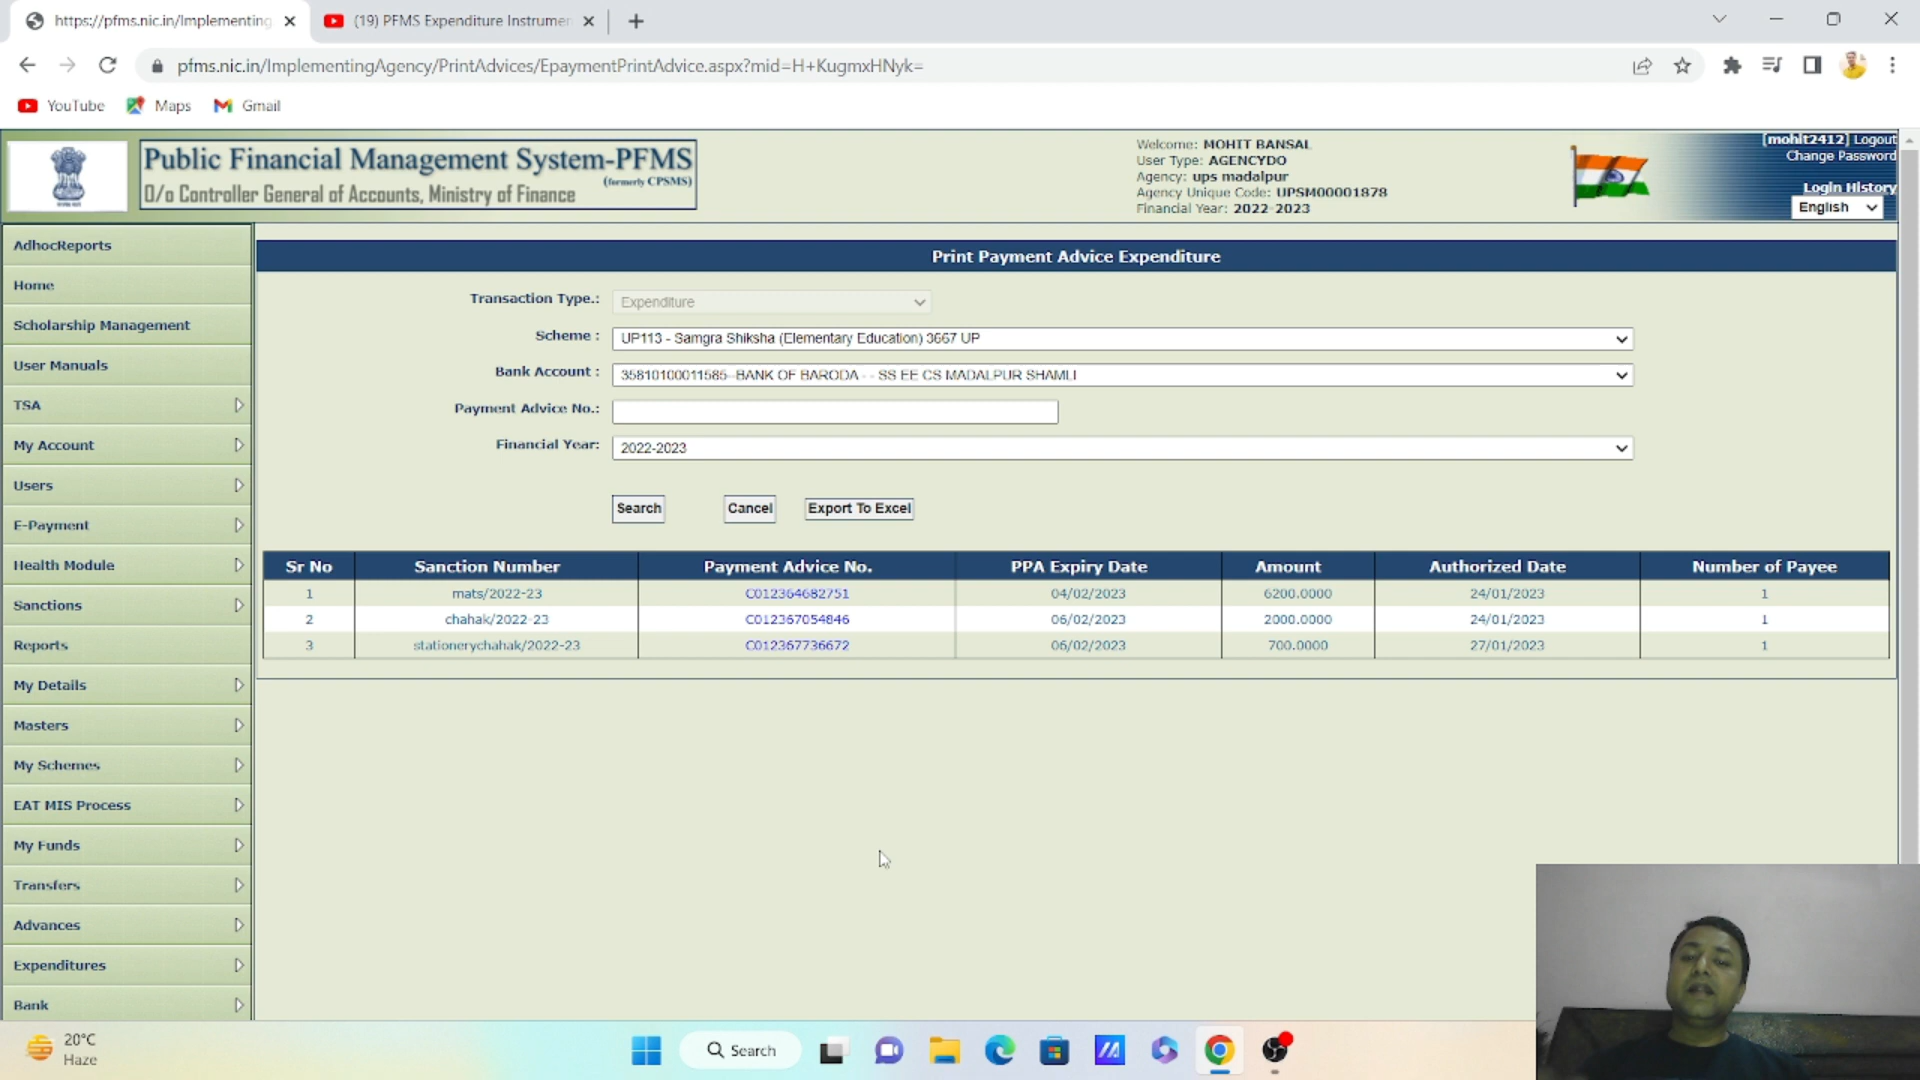 https://pfms.nic.in/Implementing
(19) PFMS Expenditure Instrumen
pfms.nic.in/ImplementingAgency/PrintAdvices/EpaymentPrintAdvice.aspx?mid=H+KugmxHNyk=
YouTube Maps Gmail
Public Financial Management System-PFMS
(formerly CPSMS)
O/o Controller General of Accounts, Ministry of Finance
Welcome: MOHIT BANSAL
User Type: AGENCYDO
Agency: ups madalpur
Agency Unique Code: UPSM00001878
Financial Year: 2022-2023
[mohit2412] Logout
Change Password
Login History
English
AdhocReports
Home
Scholarship Management
User Manuals
TSA
My Account
Users
E-Payment
Health Module
Sanctions
Reports
My Details
Masters
My Schemes
EAT MIS Process
My Funds
Transfers
Advances
Expenditures
Bank
Print Payment Advice Expenditure
Transaction Type.: Expenditure
Scheme : UP113 - Samgra Shiksha (Elementary Education) 3667 UP
Bank Account : 35810100011585--BANK OF BARODA - - SS EE CS MADALPUR SHAMLI
Payment Advice No.:
Financial Year: 2022-2023
Search Cancel Export To Excel
Sr No Sanction Number Payment Advice No. PPA Expiry Date Amount Authorized Date Number of Payee
1 mats/2022-23 C012364682751 04/02/2023 6200.0000 24/01/2023 1
2 chahak/2022-23 C012367054846 06/02/2023 2000.0000 24/01/2023 1
3 stationerychahak/2022-23 C012367736672 06/02/2023 700.0000 27/01/2023 1
20°C
Haze
Search